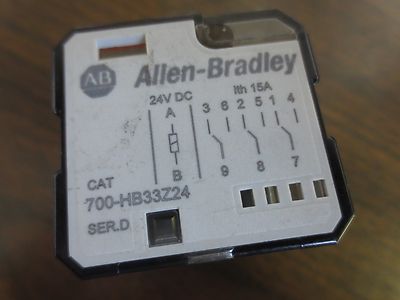 AB Allen-Bradley
24V DC Ith 15A
A 3 6 2 5 1 4
B 9 8 7
CAT
700-HB33Z24
SER.D